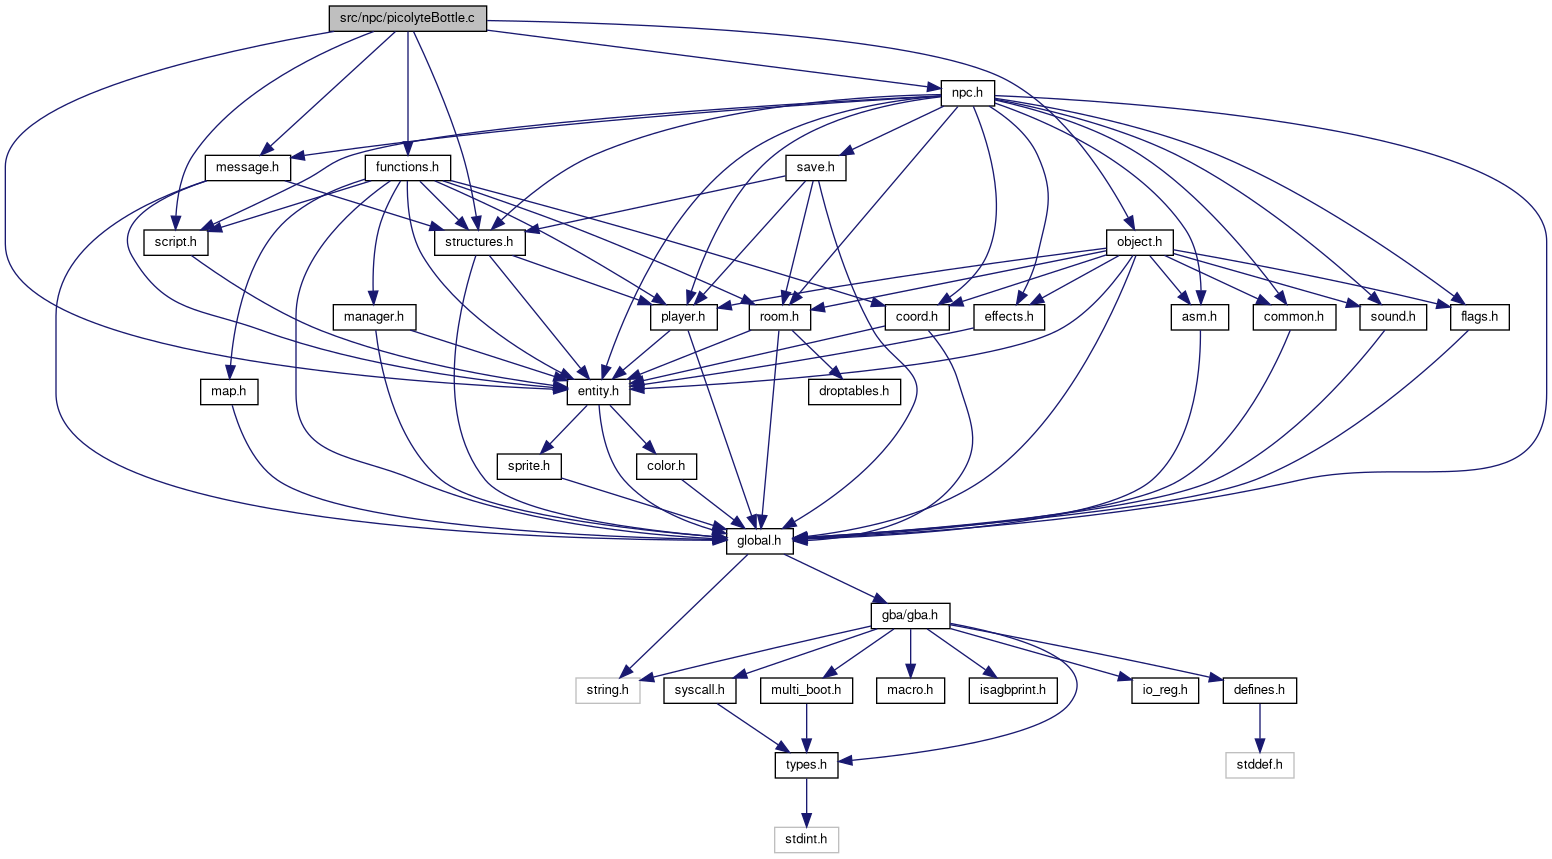 src/npc/picolyteBottle.c
npc.h
message.h
functions.h
save.h
script.h
structures.h
object.h
manager.h
player.h
room.h
coord.h
effects.h
asm.h
common.h
sound.h
flags.h
map.h
entity.h
droptables.h
sprite.h
color.h
global.h
gba/gba.h
string.h
syscall.h
multi_boot.h
macro.h
isagbprint.h
io_reg.h
defines.h
types.h
stddef.h
stdint.h